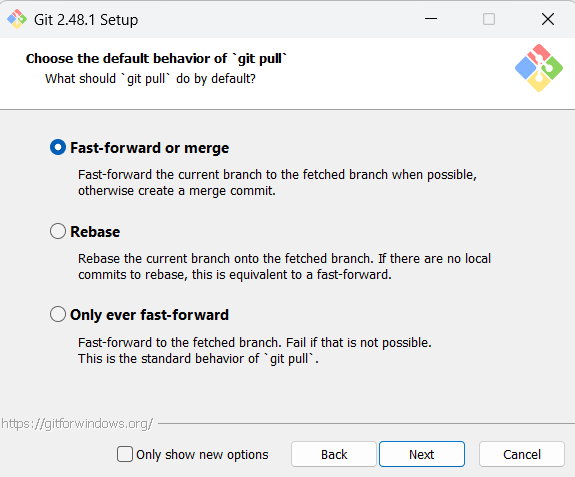 Git 2.48.1 Setup
Choose the default behavior of `git pull`
What should `git pull` do by default?
Fast-forward or merge
Fast-forward the current branch to the fetched branch when possible,
otherwise create a merge commit.
Rebase
Rebase the current branch onto the fetched branch. If there are no local
commits to rebase, this is equivalent to a fast-forward.
Only ever fast-forward
Fast-forward to the fetched branch. Fail if that is not possible.
This is the standard behavior of `git pull`.
https://gitforwindows.org/
Only show new options
Back
Next
Cancel